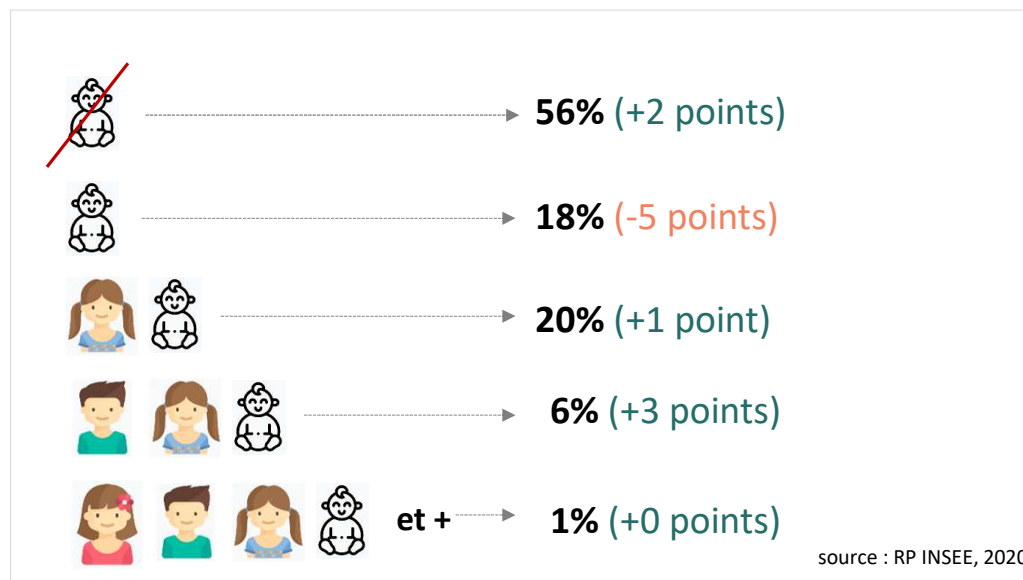 56% (+2 points)
18% (-5 points)
20% (+1 point)
6% (+3 points)
et + 1% (+0 points)
source : RP INSEE, 2020